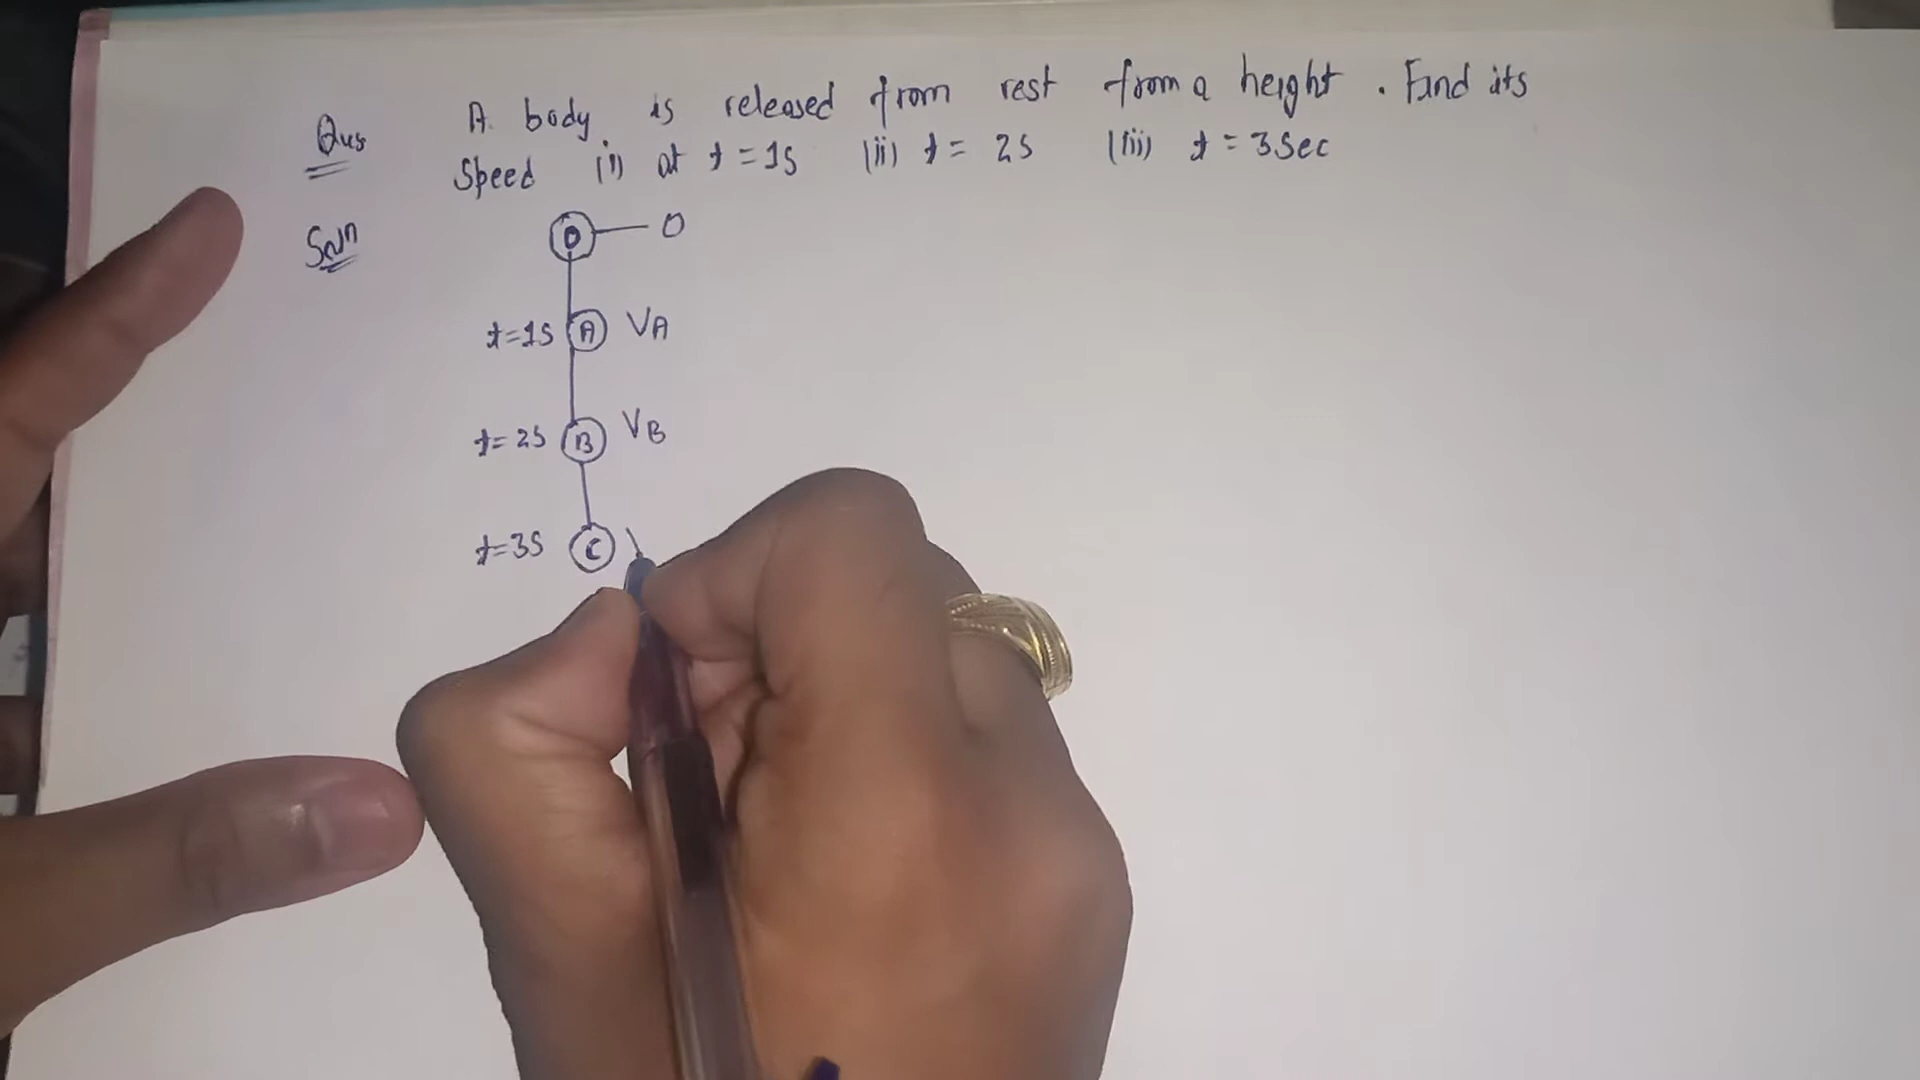 Qus A body is released from rest from a height. Find its
Speed (i) at t = 1s (ii) t = 2s (iii) t = 3sec
Soln
O — O
t=1s A VA
t=2s B VB
t=3s C